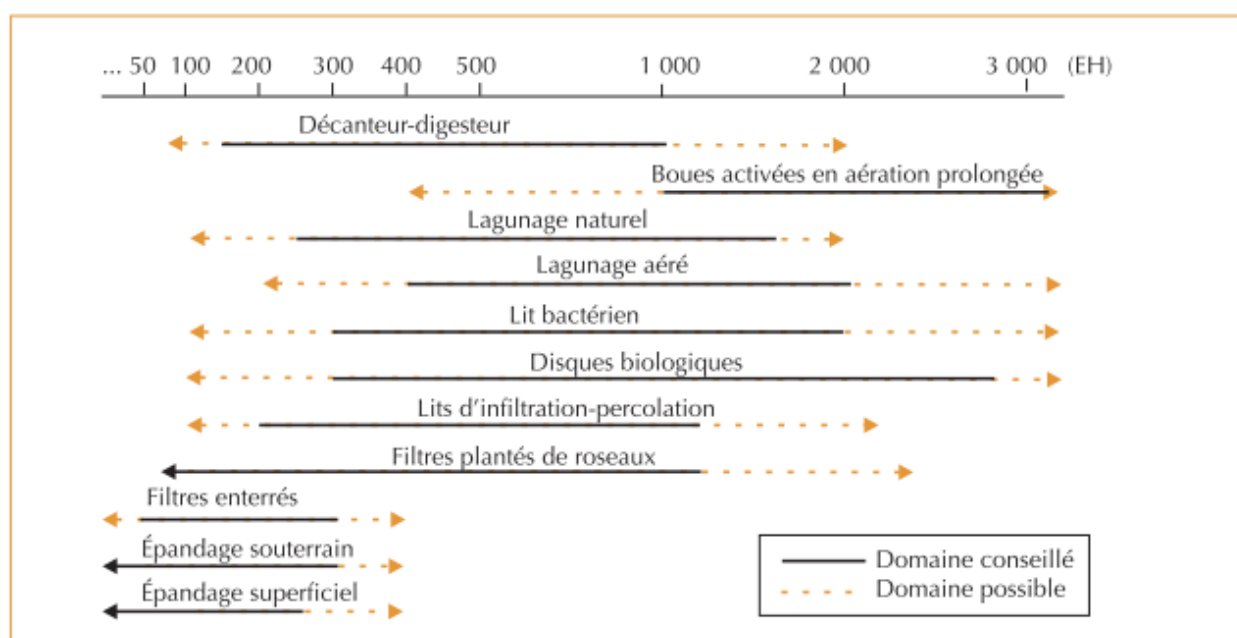 ... 50 100 200 300 400 500 1 000 2 000 3 000 (EH)
Décanteur-digesteur
Boues activées en aération prolongée
Lagunage naturel
Lagunage aéré
Lit bactérien
Disques biologiques
Lits d’infiltration-percolation
Filtres plantés de roseaux
Filtres enterrés
Épandage souterrain
Épandage superficiel
Domaine conseillé
Domaine possible